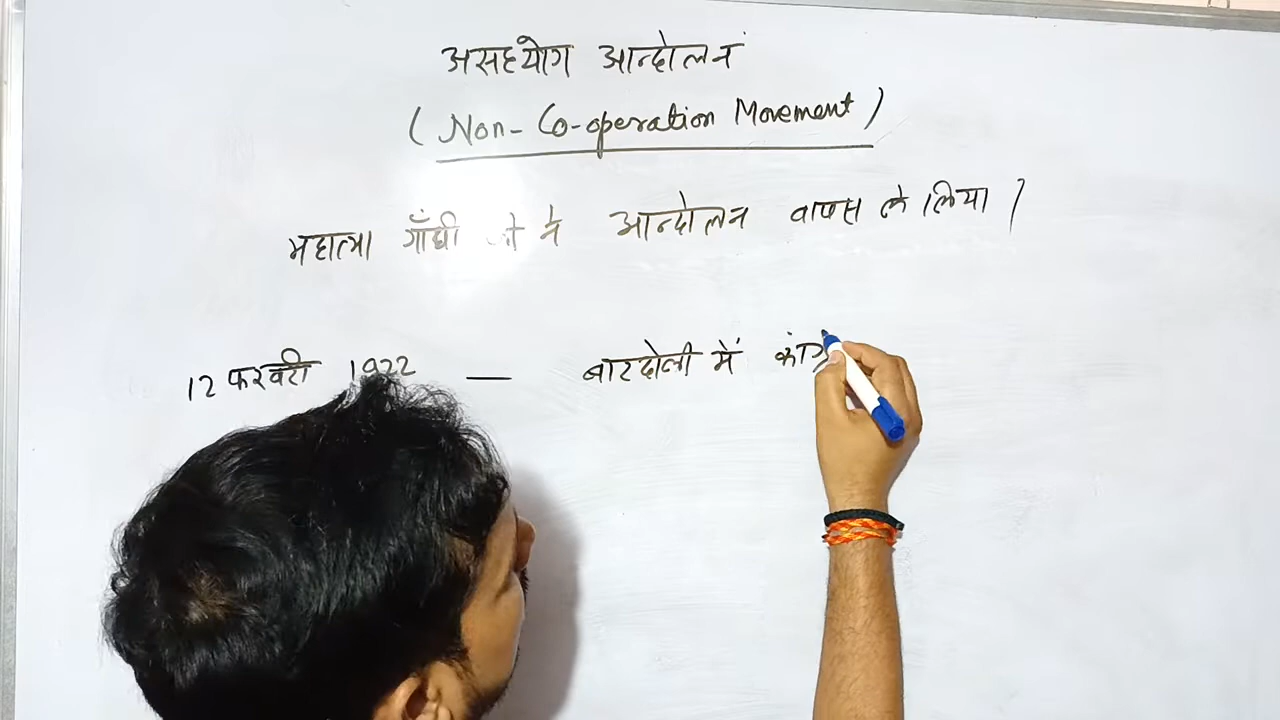 असहयोग आन्दोलन
( Non-Co-operation Movement )
महात्मा गाँधी ने आन्दोलन वापस ले लिया ।
12 फरवरी 1922 — बारदोली में